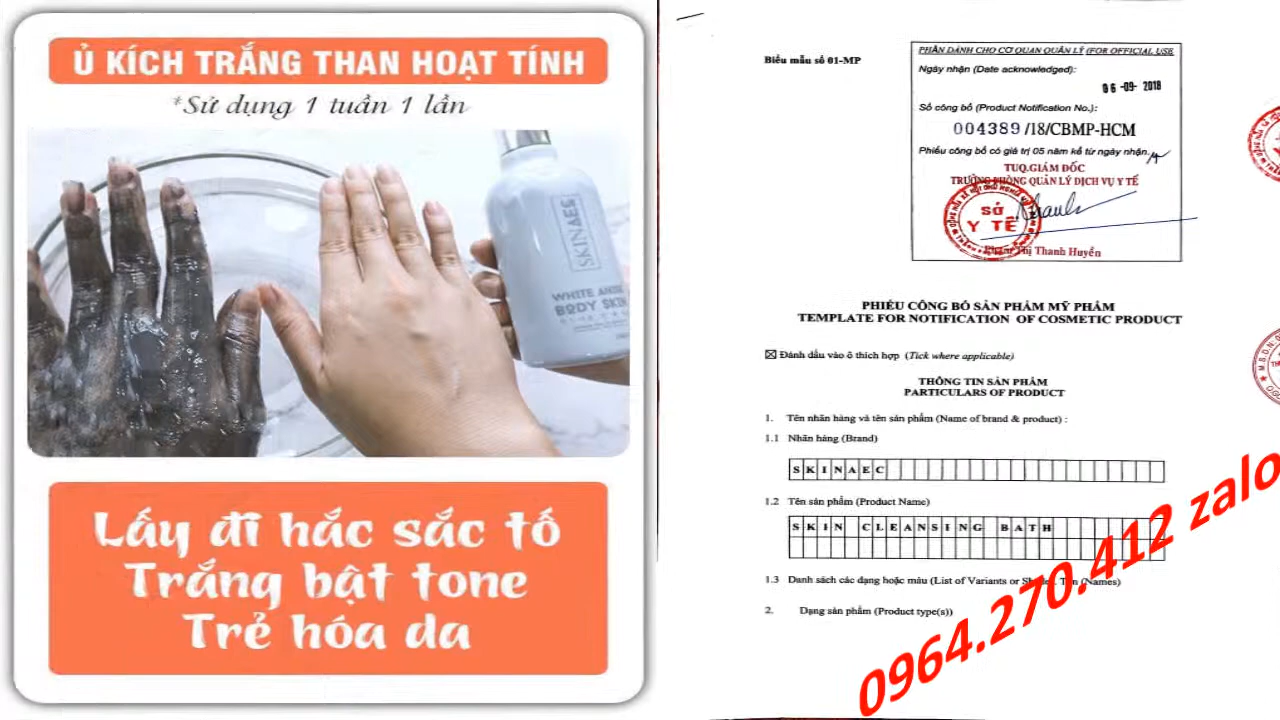 Ủ KÍCH TRẮNG THAN HOẠT TÍNH
*Sử dụng 1 tuần 1 lần
SKINAEC
BODY SKIN
Lấy đi hắc sắc tố
Trắng bật tone
Trẻ hóa da
Biểu mẫu số 01-MP
PHẦN DÀNH CHO CƠ QUAN QUẢN LÝ (FOR OFFICIAL USE
Ngày nhận (Date acknowledged):
06 -09- 2018
Số công bố (Product Notification No.):
004389/18/CBMP-HCM
Phiếu công bố có giá trị 05 năm kể từ ngày nhận.
TUQ.GIÁM ĐỐC
TRƯỞNG PHÒNG QUẢN LÝ DỊCH VỤ Y TẾ
SỞ
Y TẾ
Phạm Thị Thanh Huyền
PHIẾU CÔNG BỐ SẢN PHẨM MỸ PHẨM
TEMPLATE FOR NOTIFICATION OF COSMETIC PRODUCT
☒ Đánh dấu vào ô thích hợp (Tick where applicable)
THÔNG TIN SẢN PHẨM
PARTICULARS OF PRODUCT
1. Tên nhãn hàng và tên sản phẩm (Name of brand & product) :
1.1 Nhãn hàng (Brand)
SKINAEC
1.2 Tên sản phẩm (Product Name)
SKIN CLEANSING BATH
1.3 Danh sách các dạng hoặc màu (List of Variants or (Names)
2. Dạng sản phẩm (Product type(s))
0964.270.412 zalo